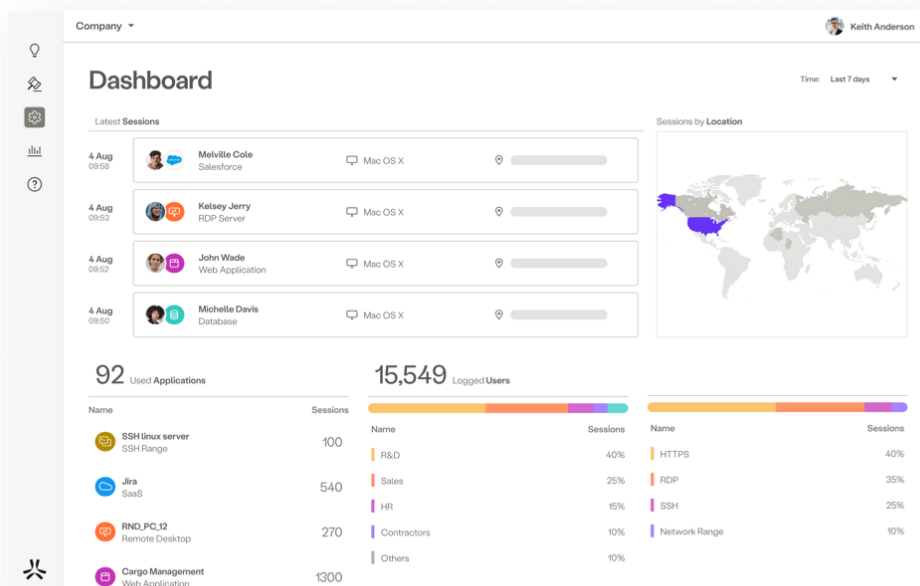 Company
Keith Anderson
Dashboard
Time: Last 7 days
Latest Sessions
Sessions by Location
4 Aug
09:58
Melville Cole
Salesforce
Mac OS X
4 Aug
09:53
Kelsey Jerry
RDP Server
Mac OS X
4 Aug
09:52
John Wade
Web Application
Mac OS X
4 Aug
09:50
Michelle Davis
Database
Mac OS X
92 Used Applications
Name Sessions
SSH linux server
SSH Range
100
Jira
SaaS
540
RND_PC_12
Remote Desktop
270
Cargo Management
Web Application
1300
15,549 Logged Users
Name Sessions
R&D 40%
Sales 25%
HR 15%
Contractors 10%
Others 10%
Name Sessions
HTTPS 40%
RDP 35%
SSH 25%
Network Range 10%